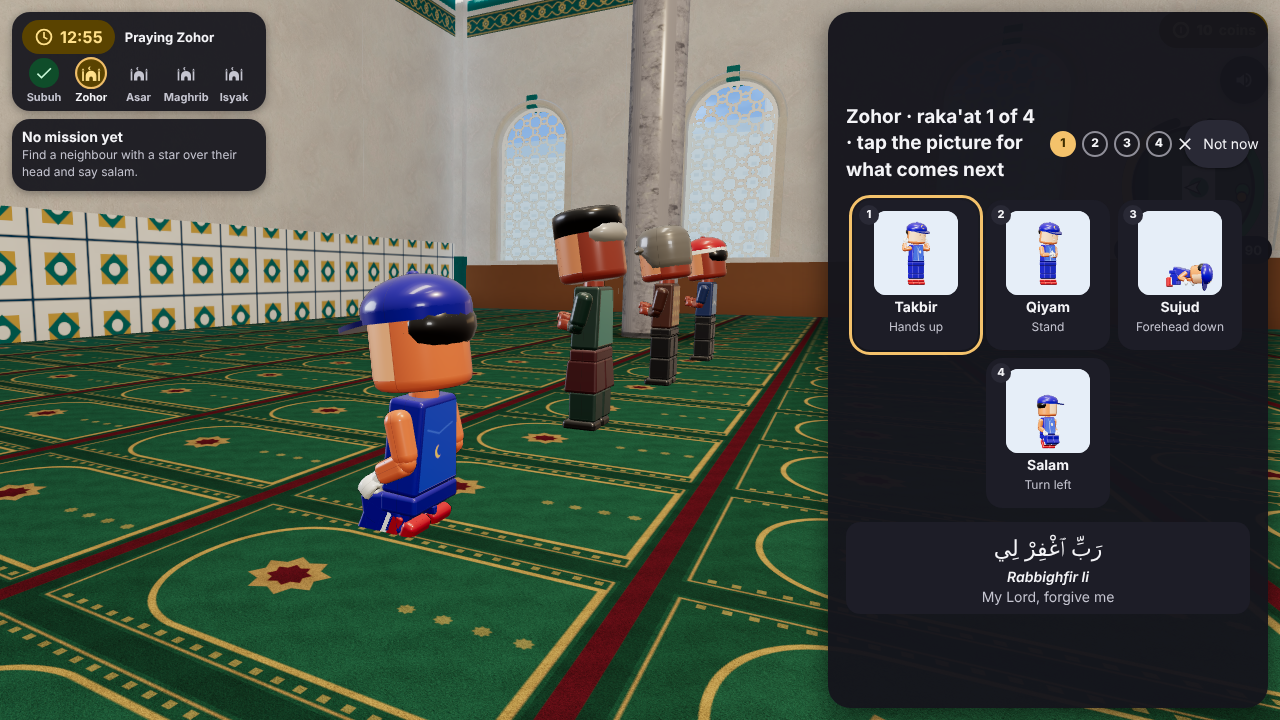 12:55 Praying Zohor
Subuh Zohor Asar Maghrib Isyak
No mission yet
Find a neighbour with a star over their
head and say salam.
10 coins
Zohor · raka'at 1 of 4
· tap the picture for
what comes next
1 2 3 4 Not now
1 2 3
Takbir Qiyam Sujud
Hands up Stand Forehead down
4
Salam
Turn left
رَبِّ ٱغْفِرْ لِي
Rabbighfir li
My Lord, forgive me